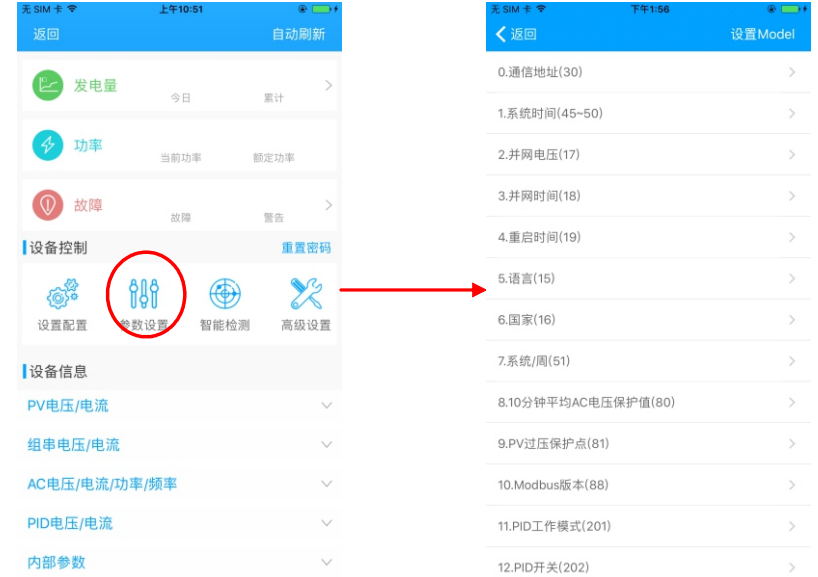 无 SIM 卡 上午10:51
返回 自动刷新
发电量
今日 累计
功率
当前功率 额定功率
故障
故障 警告
设备控制 重置密码
设置配置 参数设置 智能检测 高级设置
设备信息
PV电压/电流
组串电压/电流
AC电压/电流/功率/频率
PID电压/电流
内部参数
无 SIM 卡 下午1:56
返回 设置Model
0.通信地址(30)
1.系统时间(45~50)
2.并网电压(17)
3.并网时间(18)
4.重启时间(19)
5.语言(15)
6.国家(16)
7.系统/周(51)
8.10分钟平均AC电压保护值(80)
9.PV过压保护点(81)
10.Modbus版本(88)
11.PID工作模式(201)
12.PID开关(202)